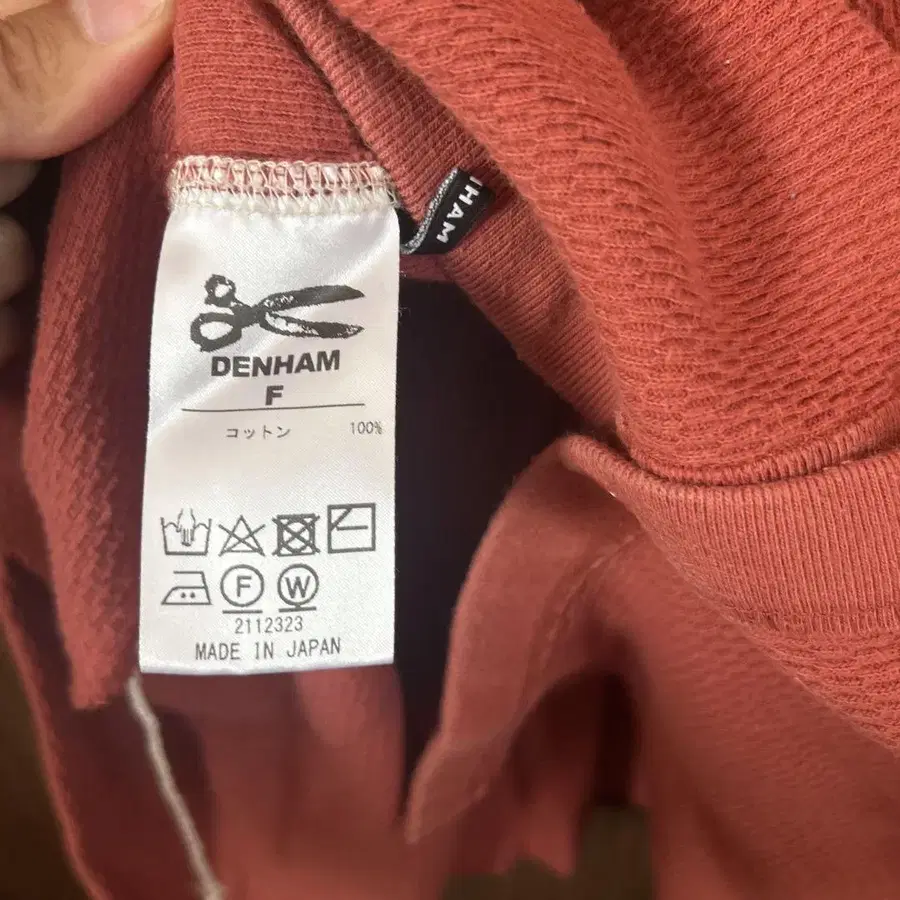 HAM
DENHAM
F
コットン 100%
F W
2112323
MADE IN JAPAN